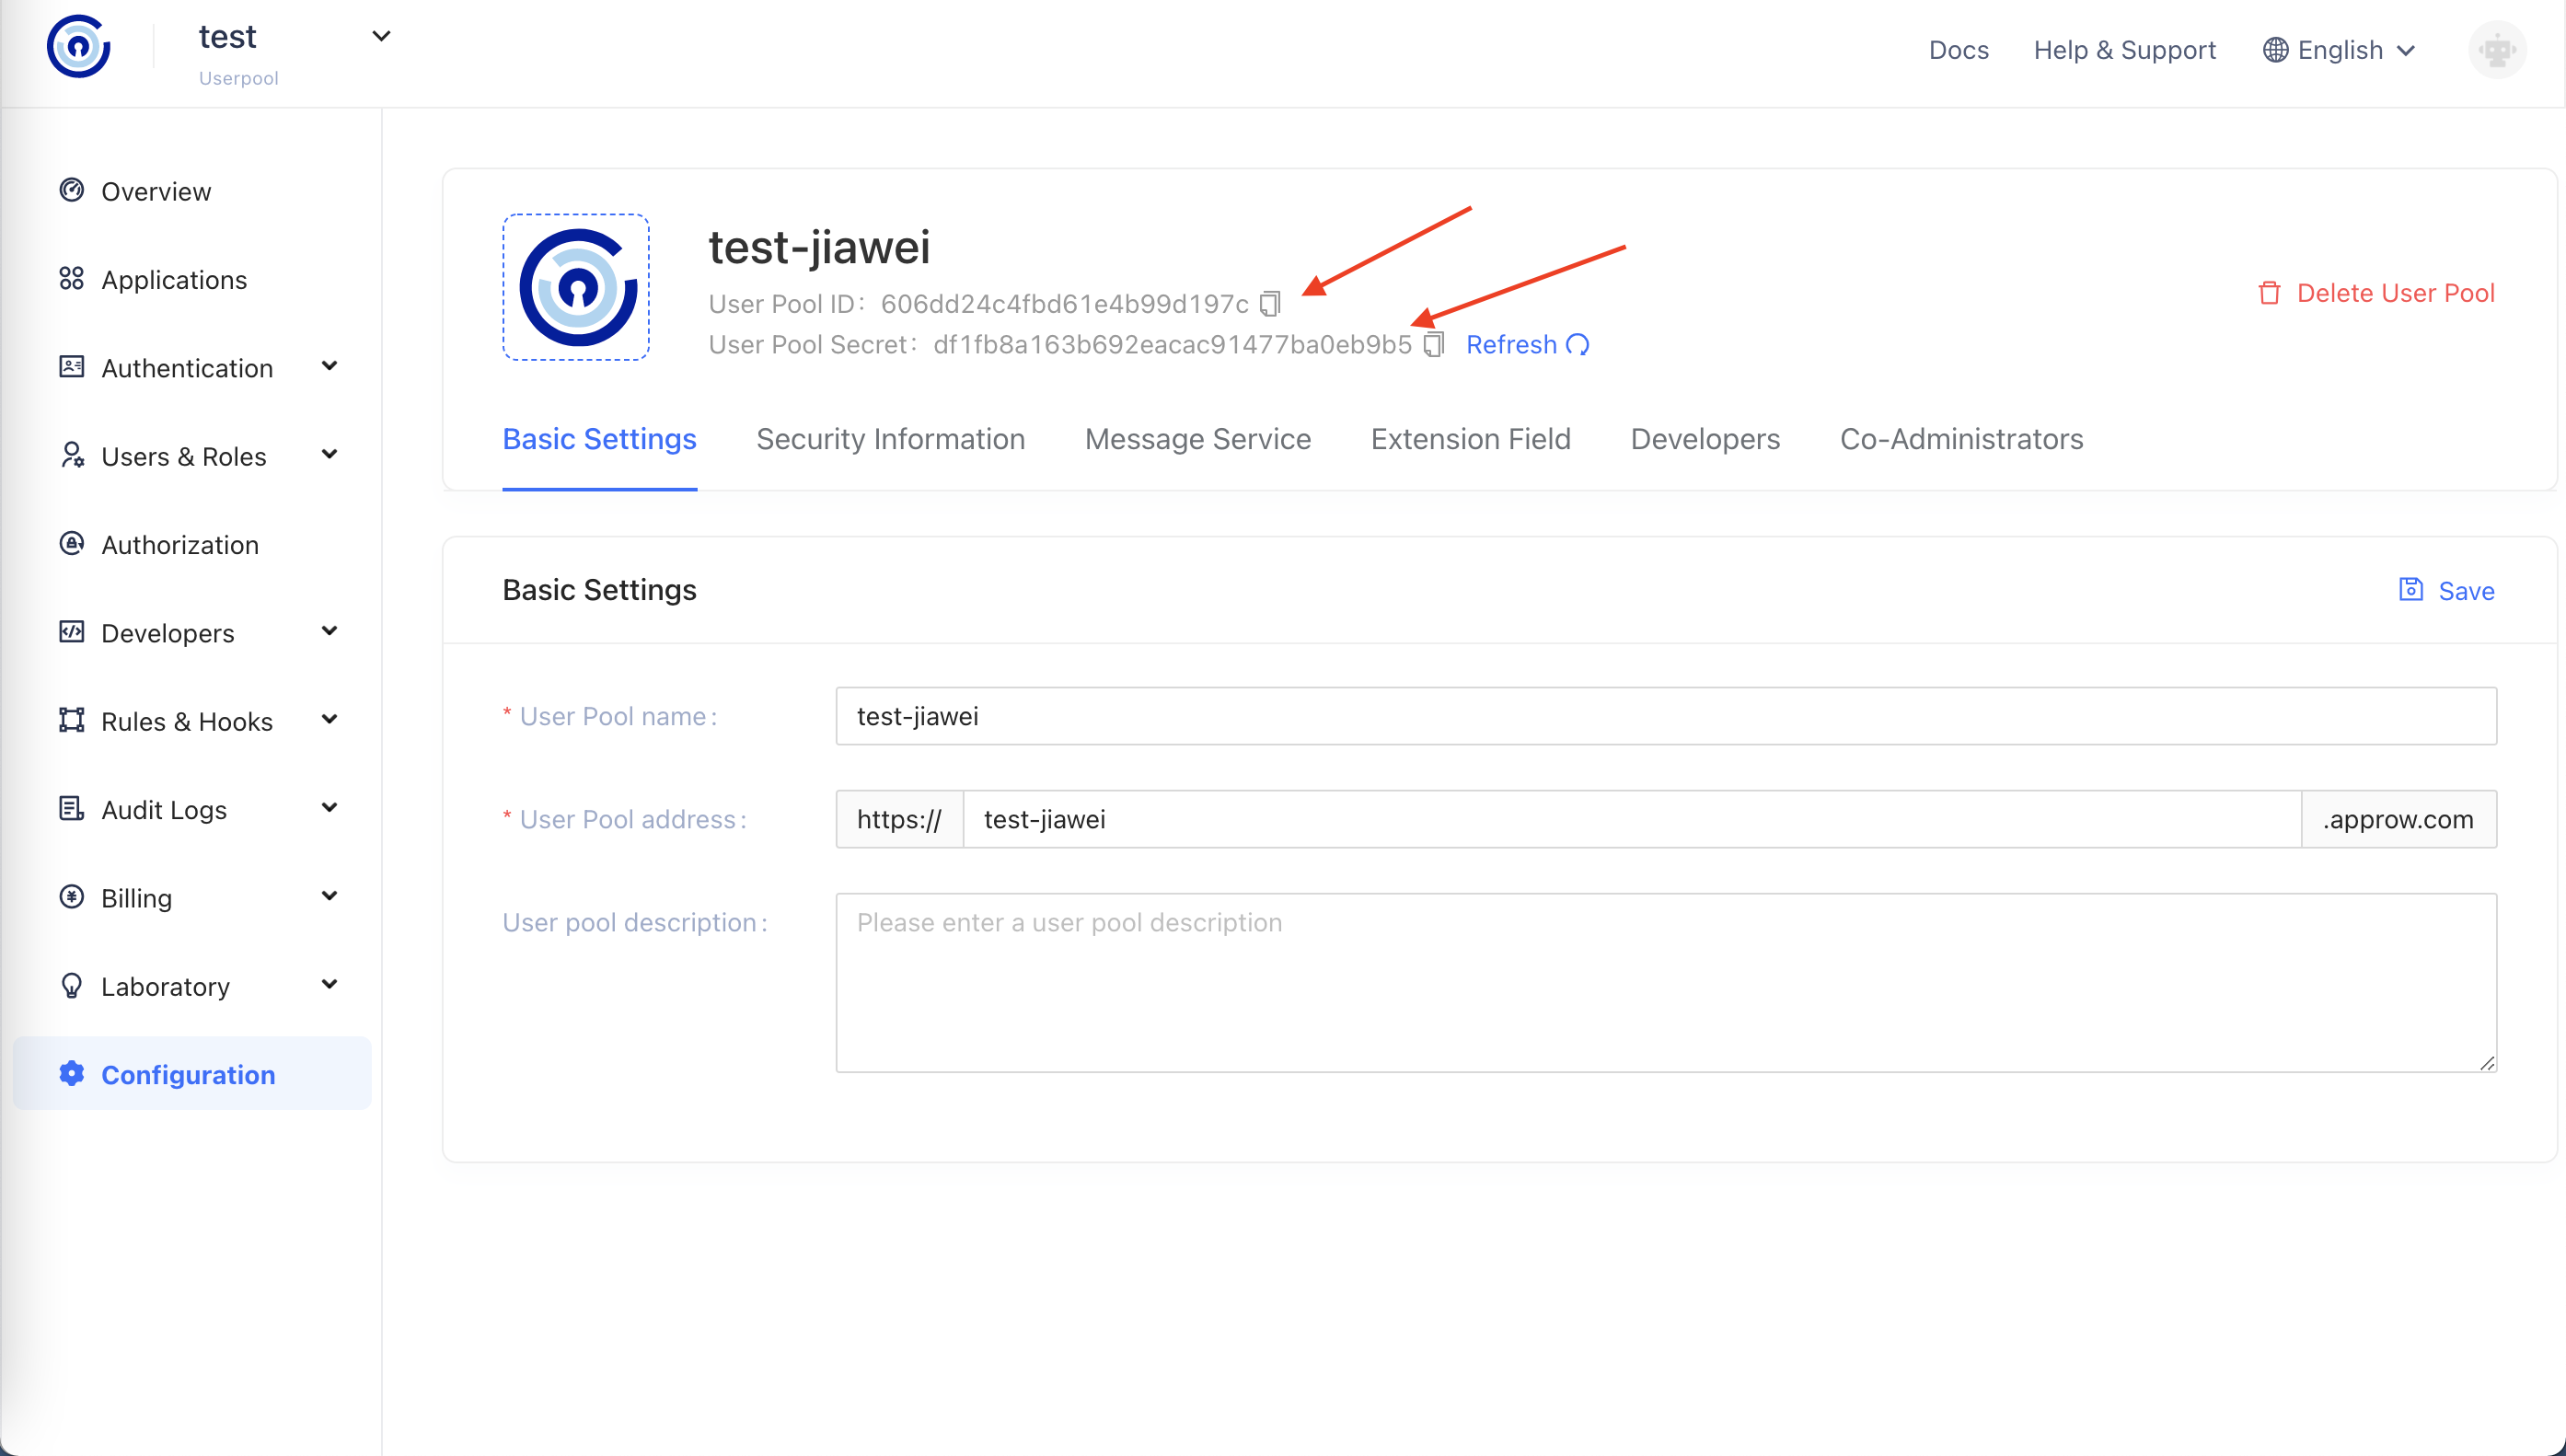 test
Userpool
Docs Help & Support English
Overview
Applications
Authentication
Users & Roles
Authorization
Developers
Rules & Hooks
Audit Logs
Billing
Laboratory
Configuration
test-jiawei
User Pool ID: 606dd24c4fbd61e4b99d197c
User Pool Secret: df1fb8a163b692eacac91477ba0eb9b5 Refresh
Delete User Pool
Basic Settings Security Information Message Service Extension Field Developers Co-Administrators
Basic Settings Save
* User Pool name: test-jiawei
* User Pool address: https:// test-jiawei .approw.com
User pool description: Please enter a user pool description